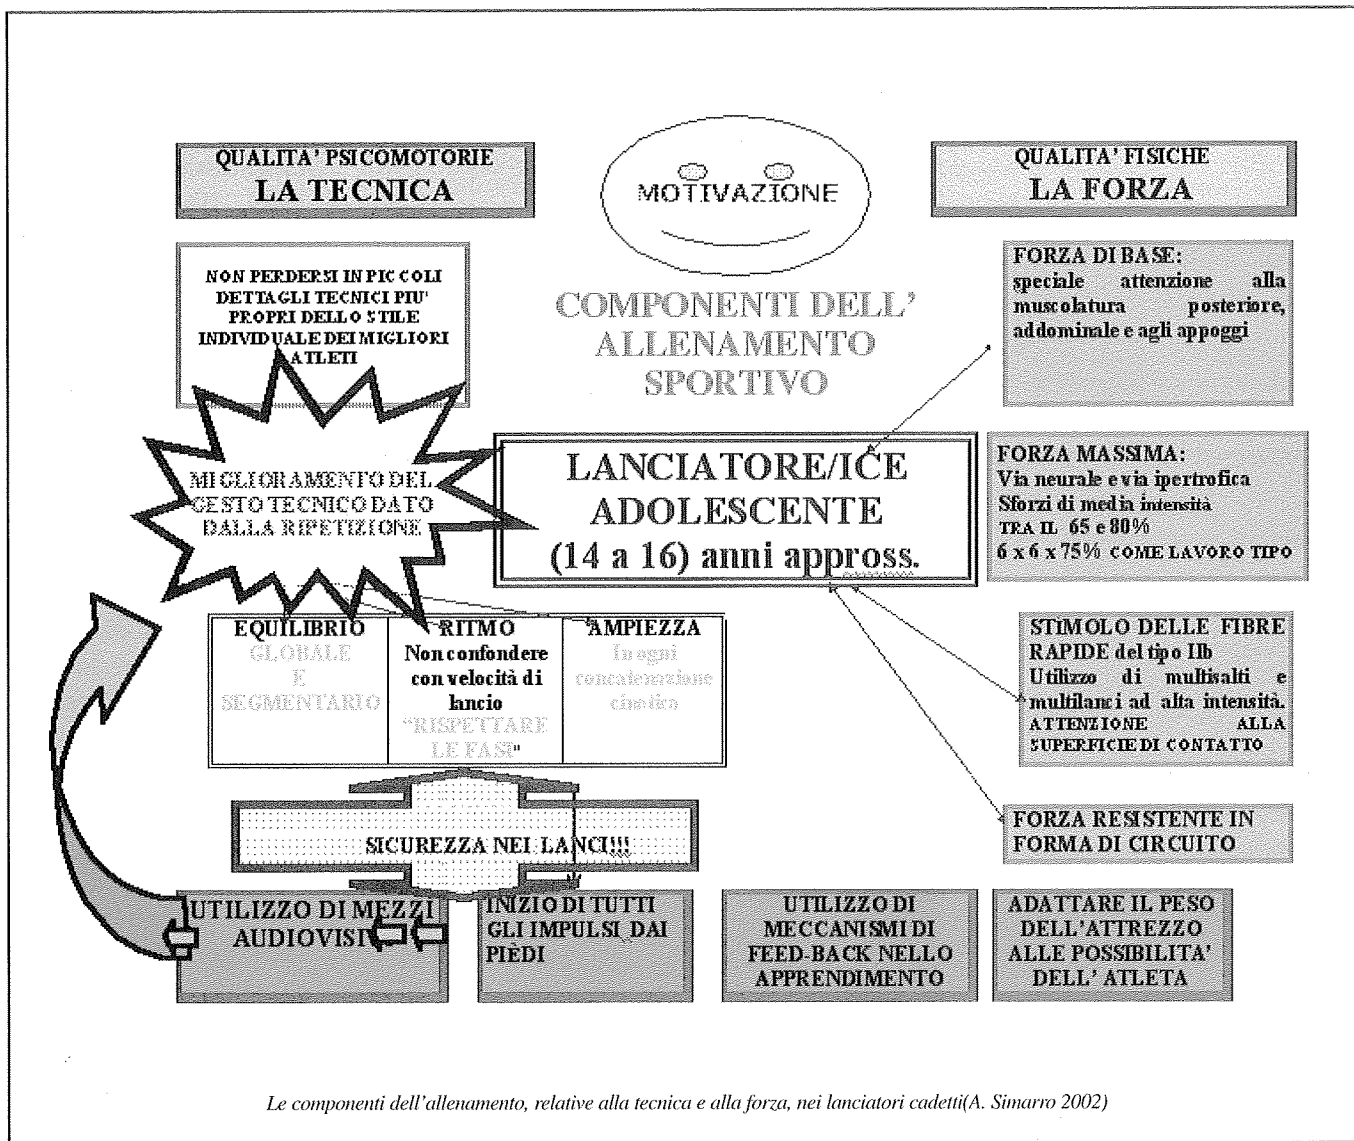 QUALITA' PSICOMOTORIE
LA TECNICA
MOTIVAZIONE
QUALITA' FISICHE
LA FORZA
NON PERDERSI IN PICCOLI
DETTAGLI TECNICI PIU'
PROPRI DELLO STILE
INDIVIDUALE DEI MIGLIORI
ATLETI
COMPONENTI DELL'
ALLENAMENTO
SPORTIVO
FORZA DI BASE:
speciale attenzione alla
muscolatura posteriore,
addominale e agli appoggi
MIGLIORAMENTO DEL
GESTO TECNICO DATO
DALLA RIPETIZIONE
LANCIATORE/ICE
ADOLESCENTE
(14 a 16) anni appross.
FORZA MASSIMA:
Via neurale e via ipertrofica
Sforzi di media intensità
TRA IL 65 e 80%
6 x 6 x 75% COME LAVORO TIPO
EQUILIBRIO
GLOBALE
E
SEGMENTARIO
RITMO
Non confondere
con velocità di
lancio
"RISPETTARE
LE FASI"
AMPIEZZA
In ogni
concatenazione
cinetica
STIMOLO DELLE FIBRE
RAPIDE del tipo IIb
Utilizzo di multisalti e
multilanci ad alta intensità.
ATTENZIONE ALLA
SUPERFICIE DI CONTATTO
SICUREZZA NEI LANCI!!!
FORZA RESISTENTE IN
FORMA DI CIRCUITO
UTILIZZO DI MEZZI
AUDIOVISI
INIZIO DI TUTTI
GLI IMPULSI DAI
PIEDI
UTILIZZO DI
MECCANISMI DI
FEED-BACK NELLO
APPRENDIMENTO
ADATTARE IL PESO
DELL'ATTREZZO
ALLE POSSIBILITA'
DELL' ATLETA
Le componenti dell'allenamento, relative alla tecnica e alla forza, nei lanciatori cadetti(A. Simarro 2002)